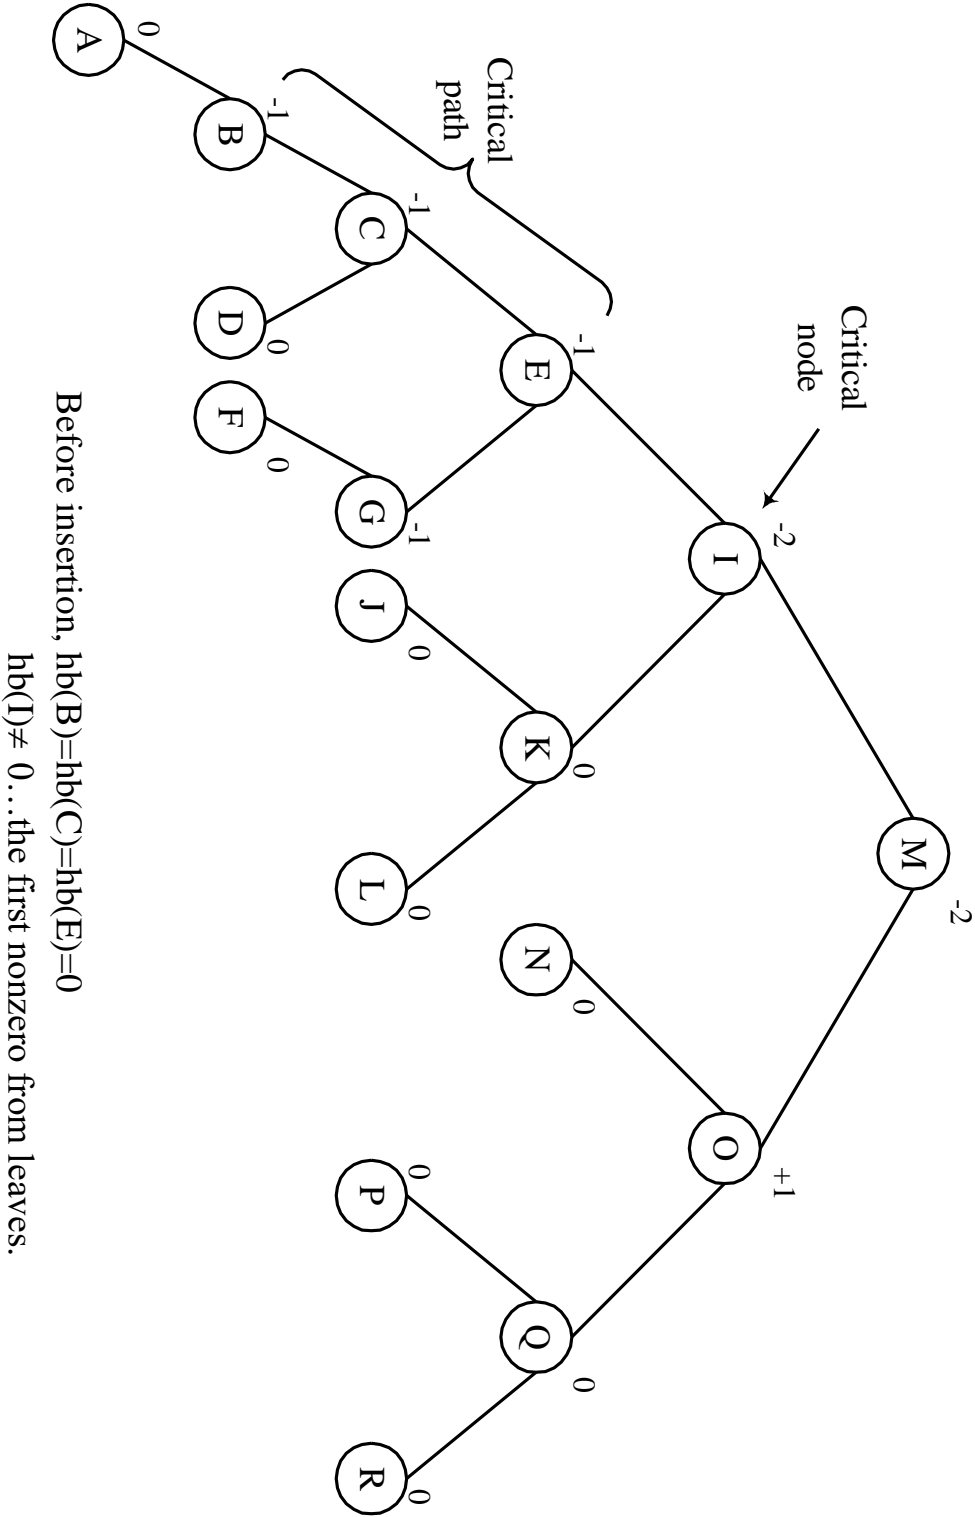 -2
M
Critical
node
-2 +1
I O
-1 0 0 0
E K N Q
Critical
path
-1 -1 0 0 0 0
C G J L P R
-1 0 0
B D F
0
A
Before insertion, hb(B)=hb(C)=hb(E)=0
hb(I)≠ 0…the first nonzero from leaves.